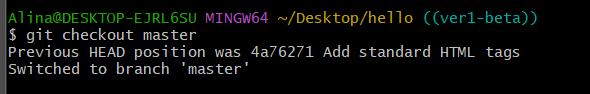 Alina@DESKTOP-EJRL6SU MINGW64 ~/Desktop/hello ((ver1-beta))
$ git checkout master
Previous HEAD position was 4a76271 Add standard HTML tags
Switched to branch 'master'